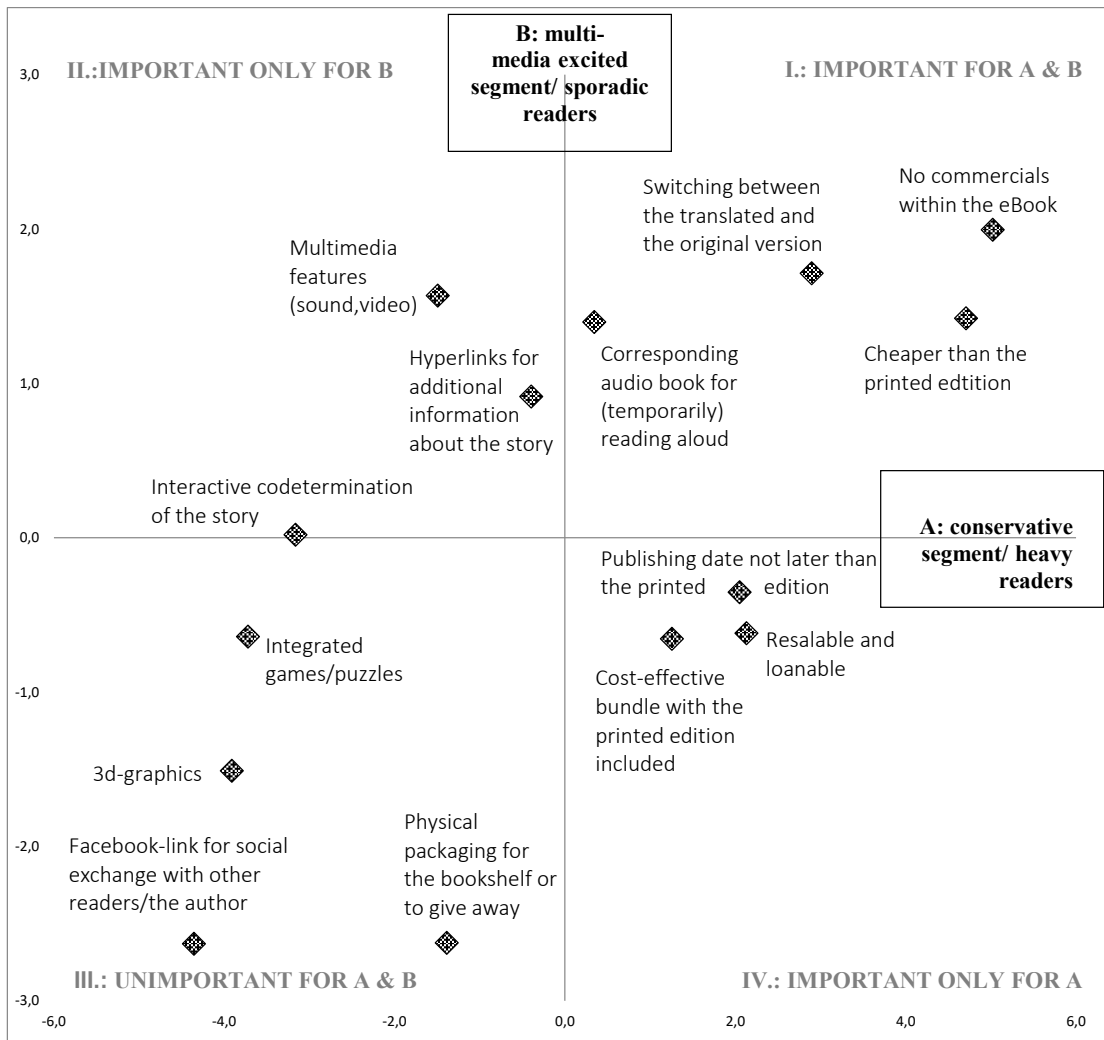 B: multi-
media excited
segment/ sporadic
readers
II.:IMPORTANT ONLY FOR B
I.: IMPORTANT FOR A & B
3,0
2,0
1,0
0,0
-1,0
-2,0
-3,0
No commercials
within the eBook
Switching between
the translated and
the original version
Multimedia
features
(sound,video)
Hyperlinks for
additional
information
about the story
Corresponding
audio book for
(temporarily)
reading aloud
Cheaper than the
printed edtition
Interactive codetermination
of the story
A: conservative
segment/ heavy
readers
Publishing date not later than
the printed edition
Integrated
games/puzzles
Resalable and
loanable
Cost-effective
bundle with the
printed edition
included
3d-graphics
Facebook-link for social
exchange with other
readers/the author
Physical
packaging for
the bookshelf or
to give away
III.: UNIMPORTANT FOR A & B
IV.: IMPORTANT ONLY FOR A
-6,0
-4,0
-2,0
0,0
2,0
4,0
6,0